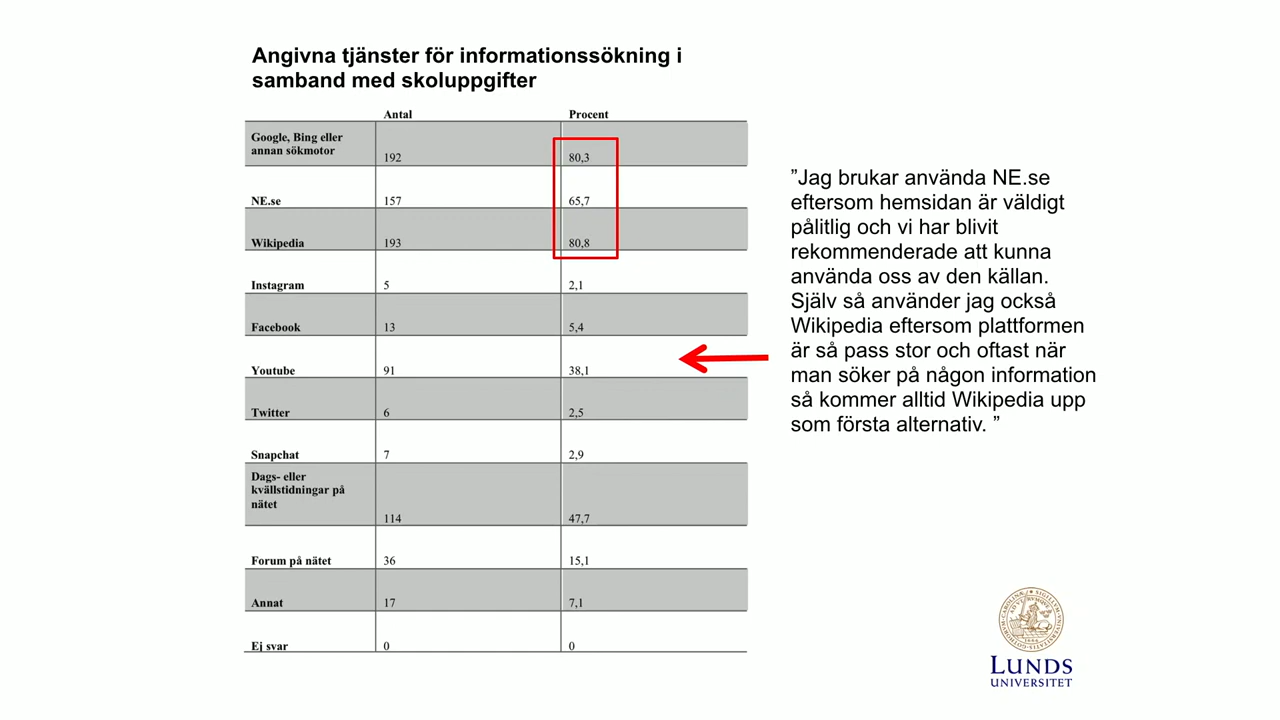 Angivna tjänster för informationssökning i
samband med skoluppgifter
Antal Procent
Google, Bing eller
annan sökmotor 192 80,3
NE.se 157 65,7
Wikipedia 193 80,8
Instagram 5 2,1
Facebook 13 5,4
Youtube 91 38,1
Twitter 6 2,5
Snapchat 7 2,9
Dags- eller
kvällstidningar på
nätet 114 47,7
Forum på nätet 36 15,1
Annat 17 7,1
Ej svar 0 0
”Jag brukar använda NE.se
eftersom hemsidan är väldigt
pålitlig och vi har blivit
rekommenderade att kunna
använda oss av den källan.
Själv så använder jag också
Wikipedia eftersom plattformen
är så pass stor och oftast när
man söker på någon information
så kommer alltid Wikipedia upp
som första alternativ. ”
LUNDS
UNIVERSITET